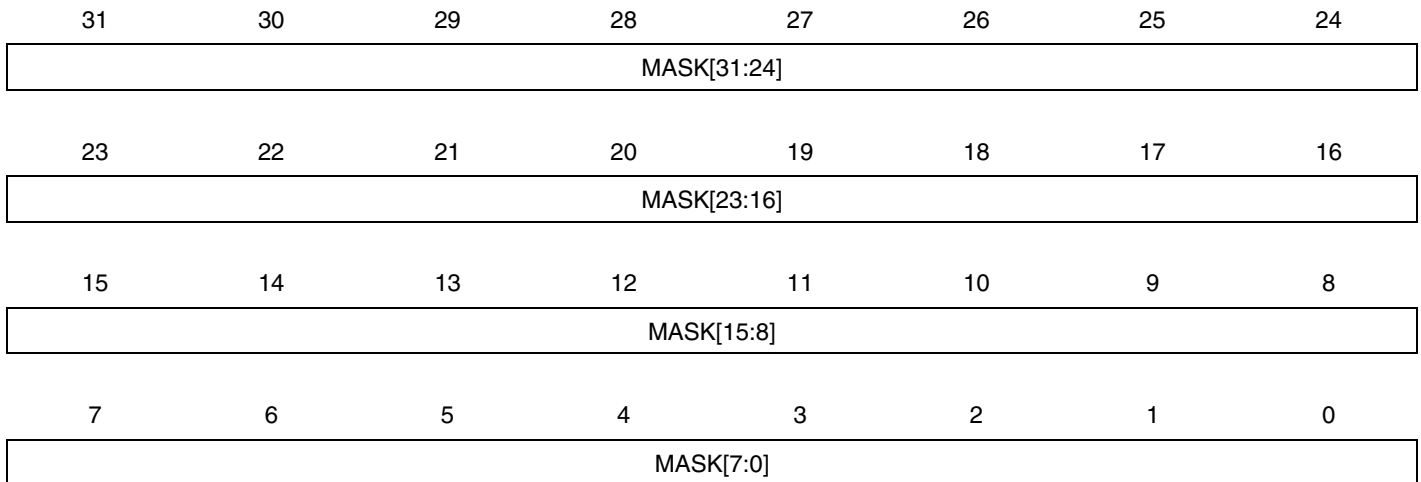 31 30 29 28 27 26 25 24
MASK[31:24]
23 22 21 20 19 18 17 16
MASK[23:16]
15 14 13 12 11 10 9 8
MASK[15:8]
7 6 5 4 3 2 1 0
MASK[7:0]